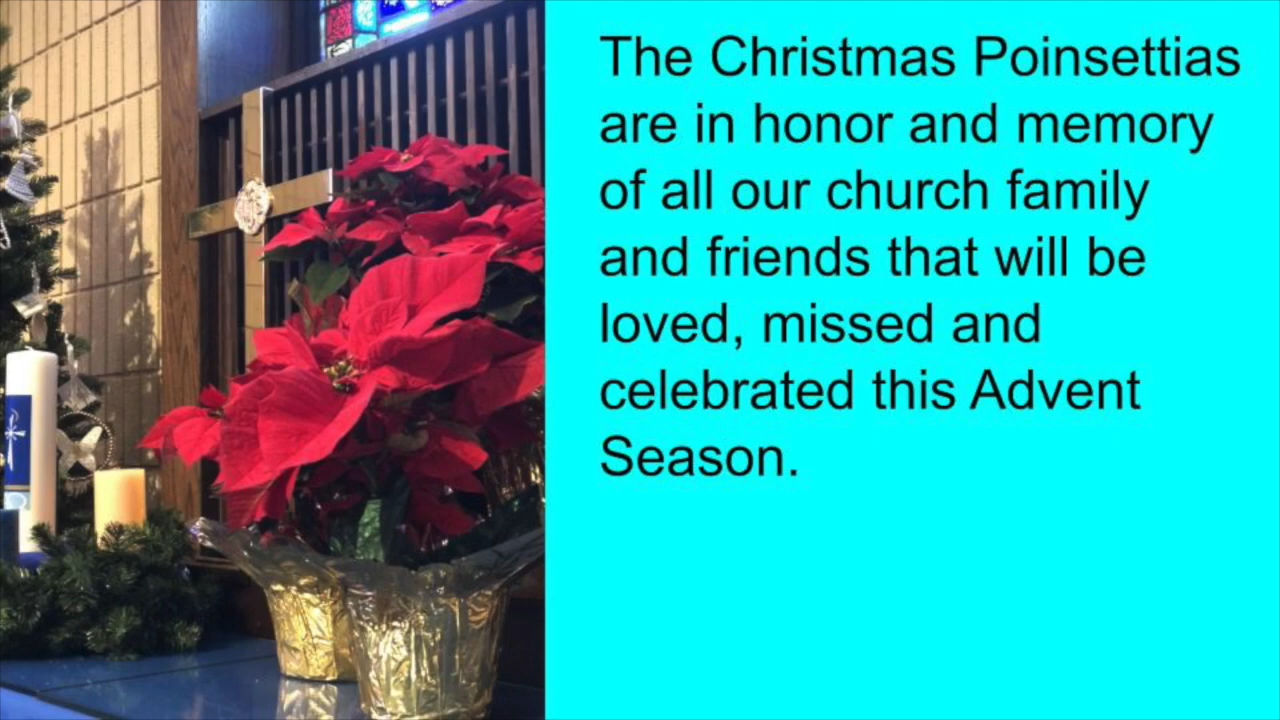 The Christmas Poinsettias
are in honor and memory
of all our church family
and friends that will be
loved, missed and
celebrated this Advent
Season.